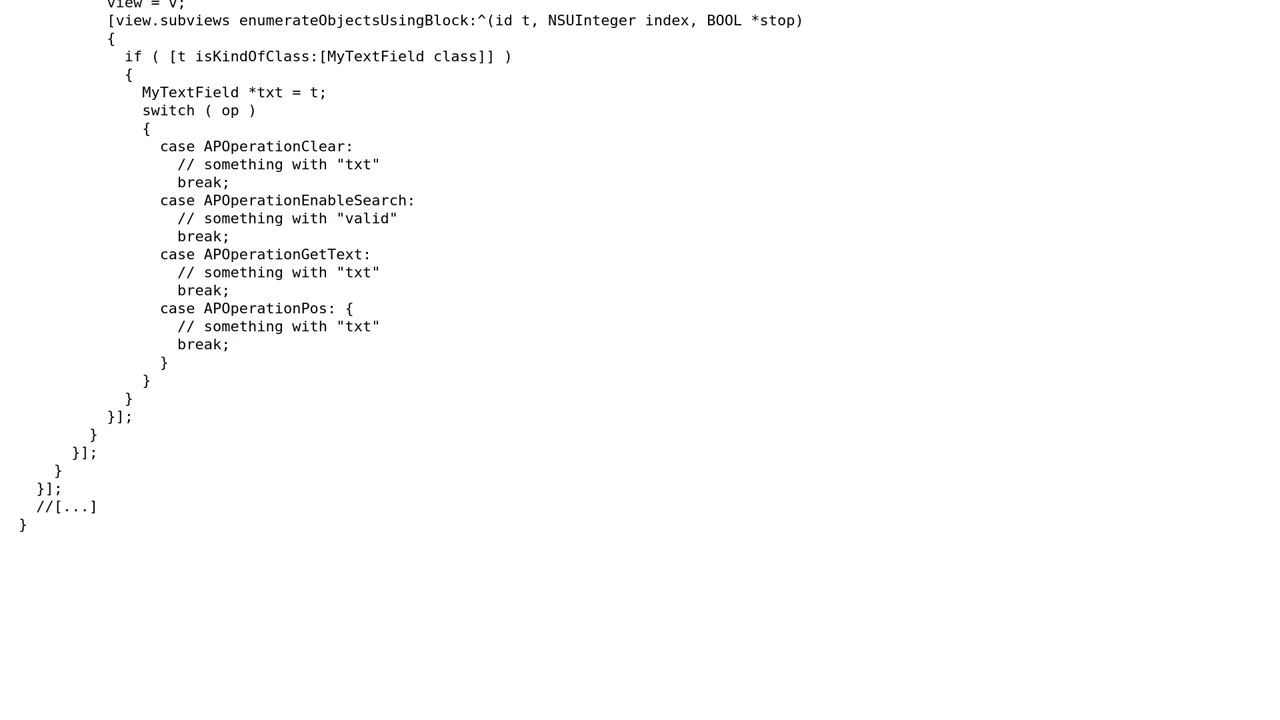 view = v;
[view.subviews enumerateObjectsUsingBlock:^(id t, NSUInteger index, BOOL *stop)
{
if ( [t isKindOfClass:[MyTextField class]] )
{
MyTextField *txt = t;
switch ( op )
{
case APOperationClear:
// something with "txt"
break;
case APOperationEnableSearch:
// something with "valid"
break;
case APOperationGetText:
// something with "txt"
break;
case APOperationPos: {
// something with "txt"
break;
}
}
}
}];
}
}];
}
}];
//[...]
}